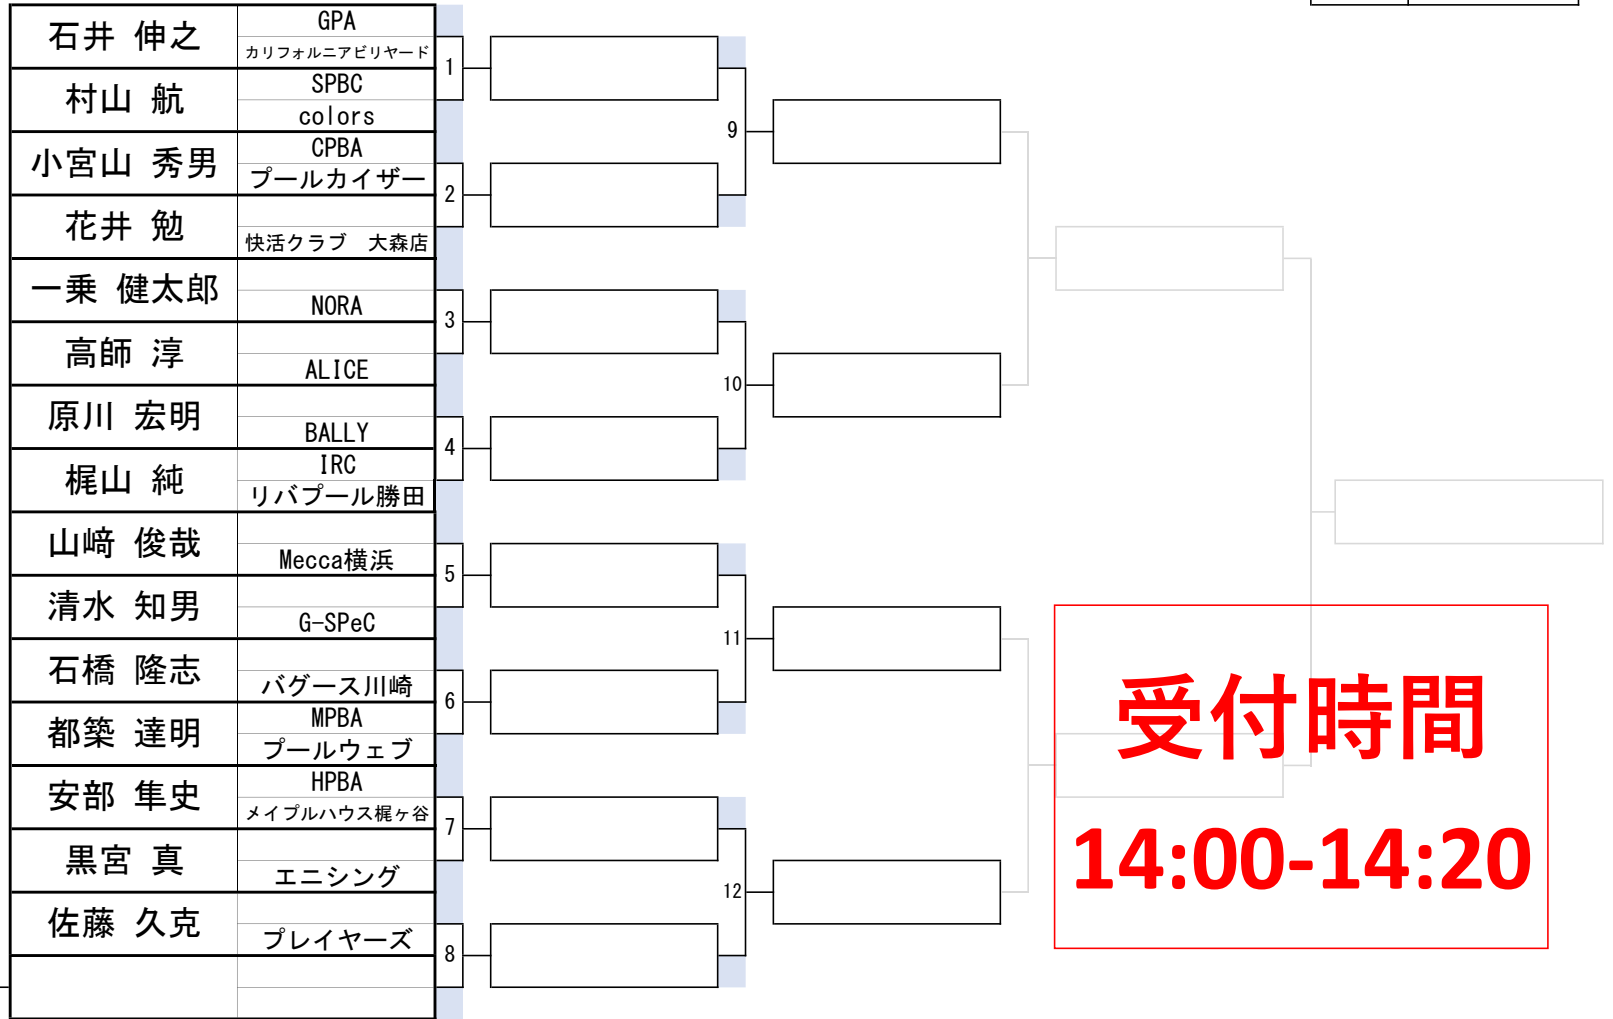 石井 伸之
GPA
カリフォルニアビリヤード
1
村山 航
SPBC
colors
9
小宮山 秀男
CPBA
プールカイザー
2
花井 勉
快活クラブ　大森店
一乗 健太郎
NORA
3
高師 淳
ALICE
10
原川 宏明
BALLY
4
梶山 純
IRC
リバプール勝田
山﨑 俊哉
Mecca横浜
5
清水 知男
G-SPeC
11
石橋 隆志
バグース川崎
6
都築 達明
MPBA
プールウェブ
安部 隼史
HPBA
メイプルハウス梶ヶ谷
7
黒宮 真
エニシング
12
佐藤 久克
プレイヤーズ
8
受付時間
14:00-14:20